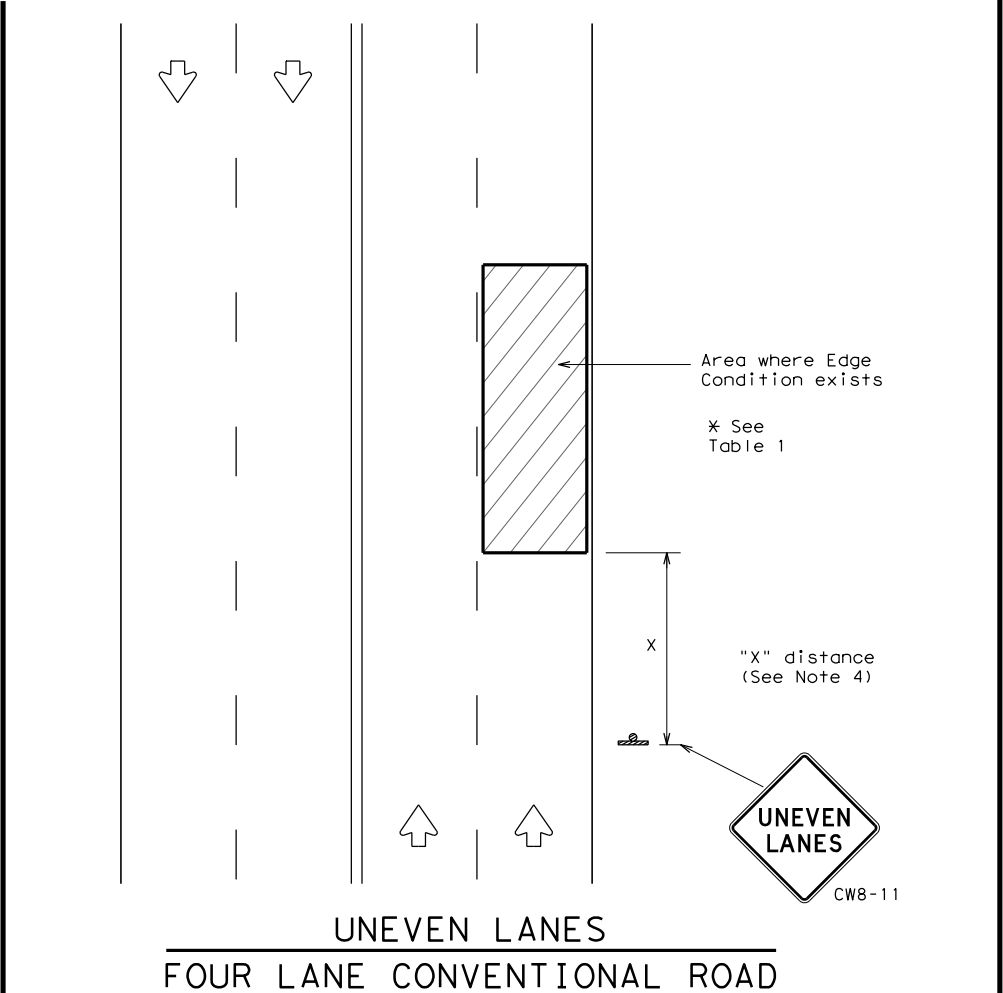 Area where Edge
Condition exists
* See
Table 1
X
"X" distance
(See Note 4)
UNEVEN
LANES
CW8-11
UNEVEN LANES
FOUR LANE CONVENTIONAL ROAD